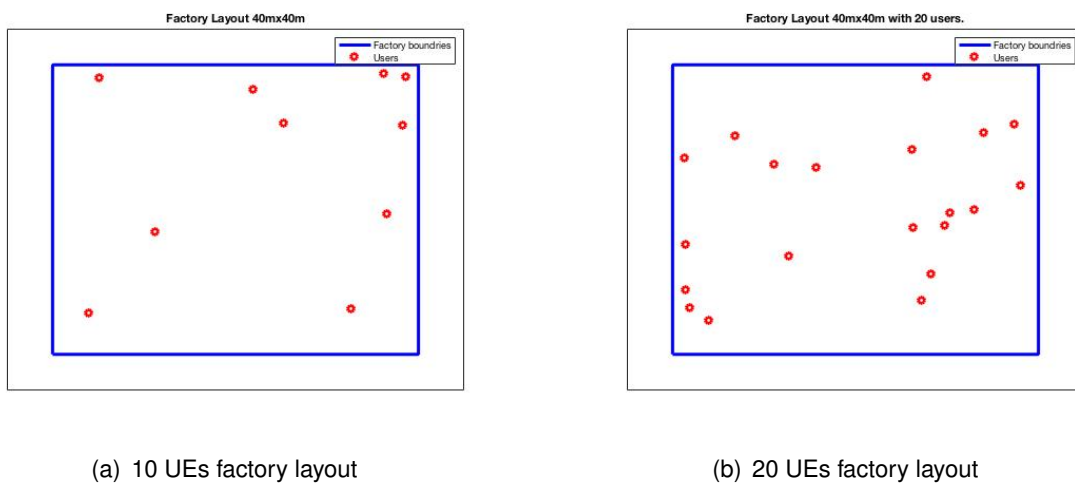 Factory Layout 40mx40m
Factory boundries
Users
(a) 10 UEs factory layout
Factory Layout 40mx40m with 20 users.
Factory boundries
Users
(b) 20 UEs factory layout